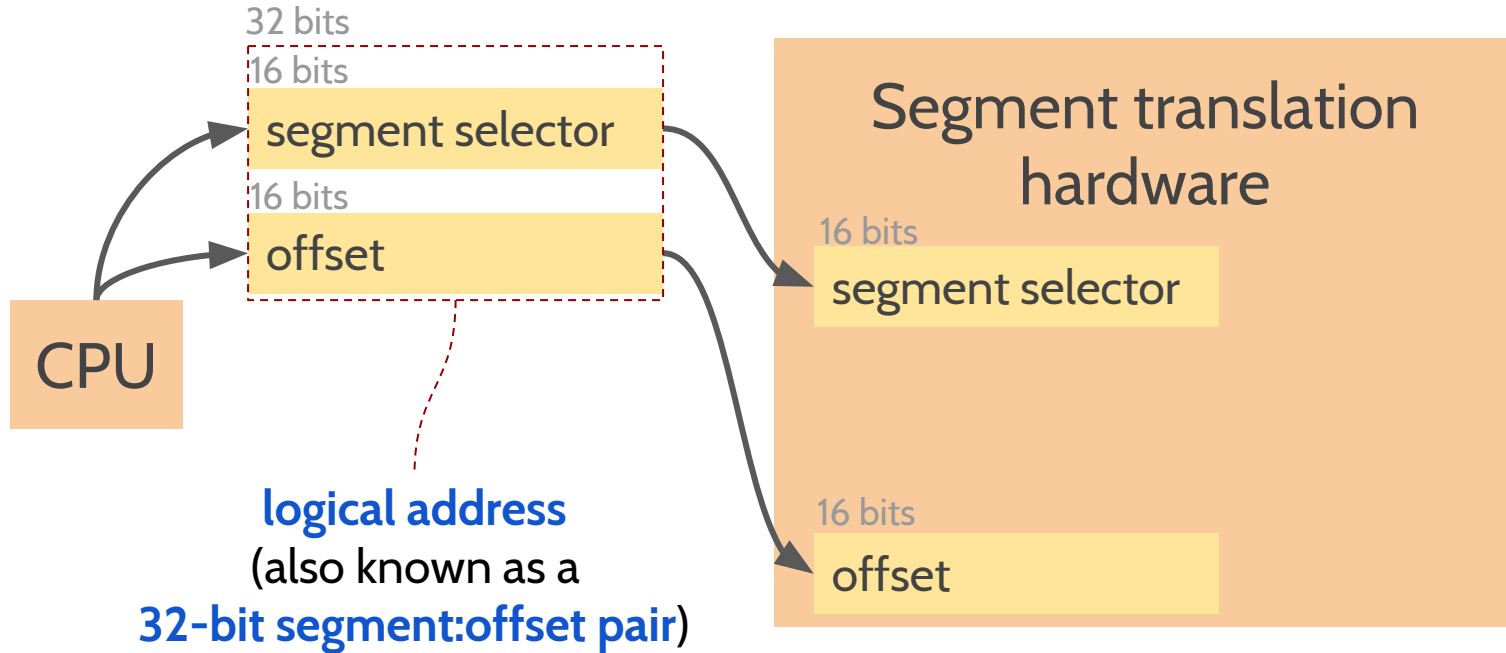 32 bits
16 bits
segment selector
16 bits
offset
CPU
logical address
(also known as a
32-bit segment:offset pair)
Segment translation
hardware
16 bits
segment selector
16 bits
offset